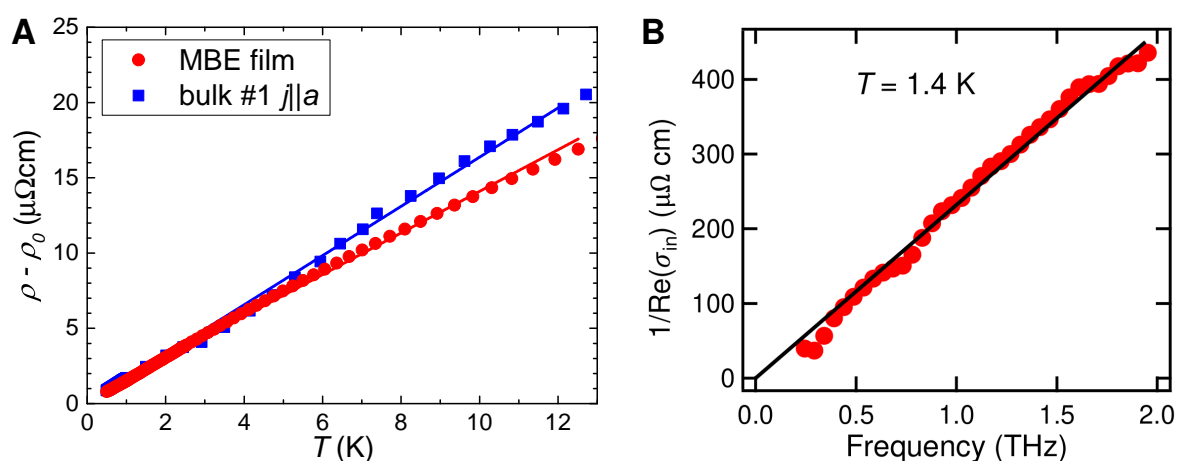 A
MBE film
bulk #1 j||a
ρ - ρ0 (μΩcm)
25
20
15
10
5
0
0 2 4 6 8 10 12
T (K)
B
T = 1.4 K
1/Re(σin) (μΩ cm)
400
300
200
100
0
0.0 0.5 1.0 1.5 2.0
Frequency (THz)